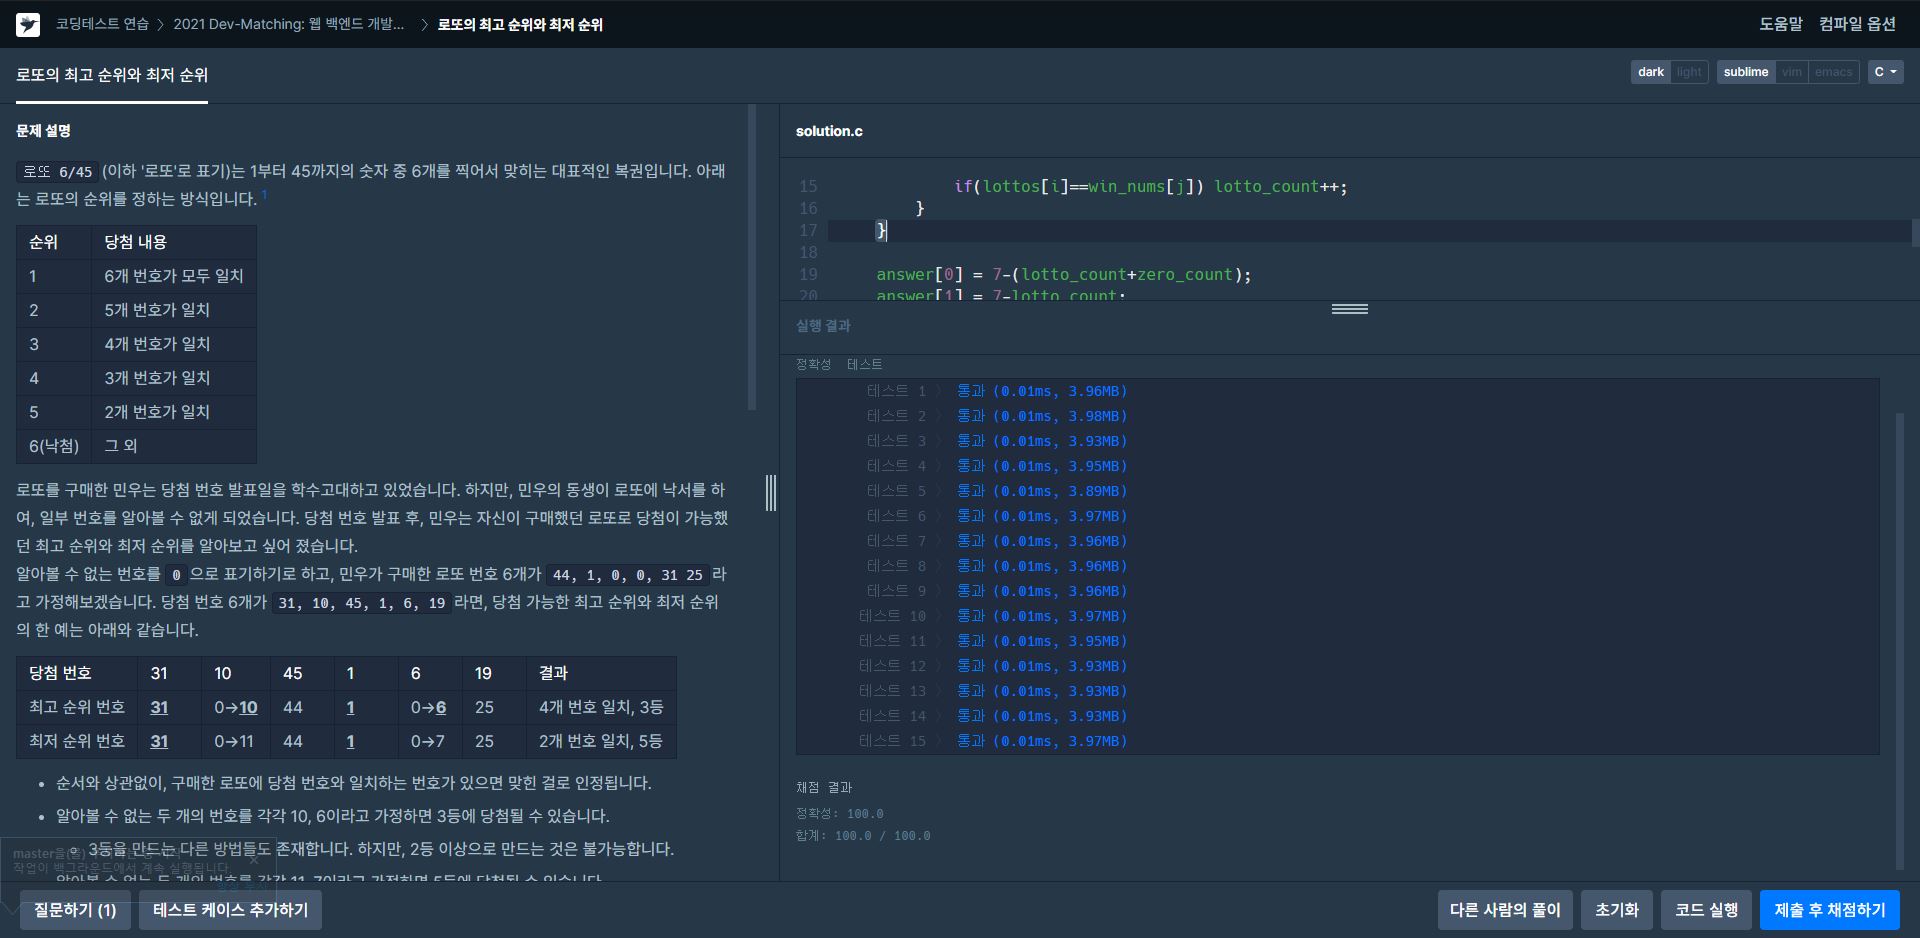 코딩테스트 연습 > 2021 Dev-Matching: 웹 백엔드 개발... > 로또의 최고 순위와 최저 순위
도움말 컴파일 옵션
로또의 최고 순위와 최저 순위
dark light sublime vim emacs C
문제 설명
로또 6/45 (이하 '로또'로 표기)는 1부터 45까지의 숫자 중 6개를 찍어서 맞히는 대표적인 복권입니다. 아래
는 로또의 순위를 정하는 방식입니다. 1
순위 당첨 내용
1 6개 번호가 모두 일치
2 5개 번호가 일치
3 4개 번호가 일치
4 3개 번호가 일치
5 2개 번호가 일치
6(낙첨) 그 외
로또를 구매한 민우는 당첨 번호 발표일을 학수고대하고 있었습니다. 하지만, 민우의 동생이 로또에 낙서를 하
여, 일부 번호를 알아볼 수 없게 되었습니다. 당첨 번호 발표 후, 민우는 자신이 구매했던 로또로 당첨이 가능했
던 최고 순위와 최저 순위를 알아보고 싶어 졌습니다.
알아볼 수 없는 번호를 0 으로 표기하기로 하고, 민우가 구매한 로또 번호 6개가 44, 1, 0, 0, 31 25 라
고 가정해보겠습니다. 당첨 번호 6개가 31, 10, 45, 1, 6, 19 라면, 당첨 가능한 최고 순위와 최저 순위
의 한 예는 아래와 같습니다.
당첨 번호 31 10 45 1 6 19 결과
최고 순위 번호 31 0→10 44 1 0→6 25 4개 번호 일치, 3등
최저 순위 번호 31 0→11 44 1 0→7 25 2개 번호 일치, 5등
• 순서와 상관없이, 구매한 로또에 당첨 번호와 일치하는 번호가 있으면 맞힌 걸로 인정됩니다.
• 알아볼 수 없는 두 개의 번호를 각각 10, 6이라고 가정하면 3등에 당첨될 수 있습니다.
◦ 3등을 만드는 다른 방법들도 존재합니다. 하지만, 2등 이상으로 만드는 것은 불가능합니다.
알아볼 수 없는 두 개의 번호를 각각 11, 7이라고 가정하면 5등에 당첨될 수 있습니다.
master을(를)
작업이 백그라운드에서 계속 실행됩니다.
질문하기 (1) 테스트 케이스 추가하기
solution.c
15 if(lottos[i]==win_nums[j]) lotto_count++;
16 }
17 }
18
19 answer[0] = 7-(lotto_count+zero_count);
20 answer[1] = 7-lotto_count;
실행 결과
정확성 테스트
테스트 1 > 통과 (0.01ms, 3.96MB)
테스트 2 > 통과 (0.01ms, 3.98MB)
테스트 3 > 통과 (0.01ms, 3.93MB)
테스트 4 > 통과 (0.01ms, 3.95MB)
테스트 5 > 통과 (0.01ms, 3.89MB)
테스트 6 > 통과 (0.01ms, 3.97MB)
테스트 7 > 통과 (0.01ms, 3.96MB)
테스트 8 > 통과 (0.01ms, 3.96MB)
테스트 9 > 통과 (0.01ms, 3.96MB)
테스트 10 > 통과 (0.01ms, 3.97MB)
테스트 11 > 통과 (0.01ms, 3.95MB)
테스트 12 > 통과 (0.01ms, 3.93MB)
테스트 13 > 통과 (0.01ms, 3.93MB)
테스트 14 > 통과 (0.01ms, 3.93MB)
테스트 15 > 통과 (0.01ms, 3.97MB)
채점 결과
정확성: 100.0
합계: 100.0 / 100.0
다른 사람의 풀이 초기화 코드 실행 제출 후 채점하기